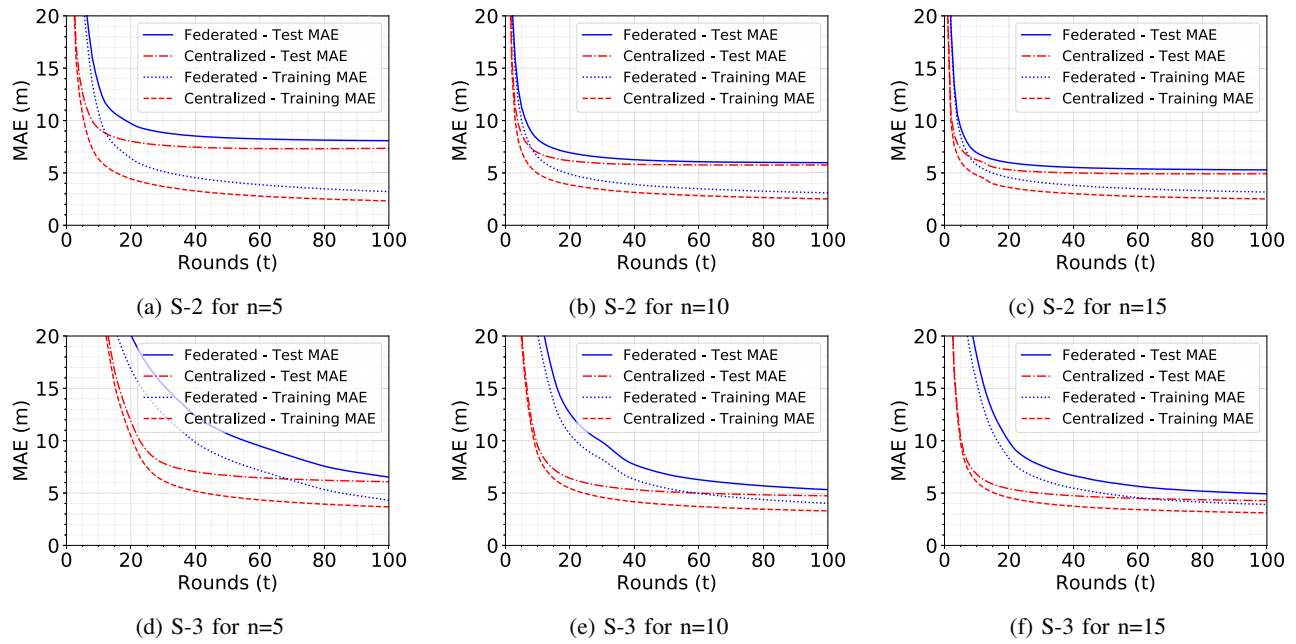 20
15
10
5
0
MAE (m)
Federated - Test MAE
Centralized - Test MAE
Federated - Training MAE
Centralized - Training MAE
0 20 40 60 80 100
Rounds (t)
(a) S-2 for n=5
20
15
10
5
0
MAE (m)
Federated - Test MAE
Centralized - Test MAE
Federated - Training MAE
Centralized - Training MAE
0 20 40 60 80 100
Rounds (t)
(b) S-2 for n=10
20
15
10
5
0
MAE (m)
Federated - Test MAE
Centralized - Test MAE
Federated - Training MAE
Centralized - Training MAE
0 20 40 60 80 100
Rounds (t)
(c) S-2 for n=15
20
15
10
5
0
MAE (m)
Federated - Test MAE
Centralized - Test MAE
Federated - Training MAE
Centralized - Training MAE
0 20 40 60 80 100
Rounds (t)
(d) S-3 for n=5
20
15
10
5
0
MAE (m)
Federated - Test MAE
Centralized - Test MAE
Federated - Training MAE
Centralized - Training MAE
0 20 40 60 80 100
Rounds (t)
(e) S-3 for n=10
20
15
10
5
0
MAE (m)
Federated - Test MAE
Centralized - Test MAE
Federated - Training MAE
Centralized - Training MAE
0 20 40 60 80 100
Rounds (t)
(f) S-3 for n=15